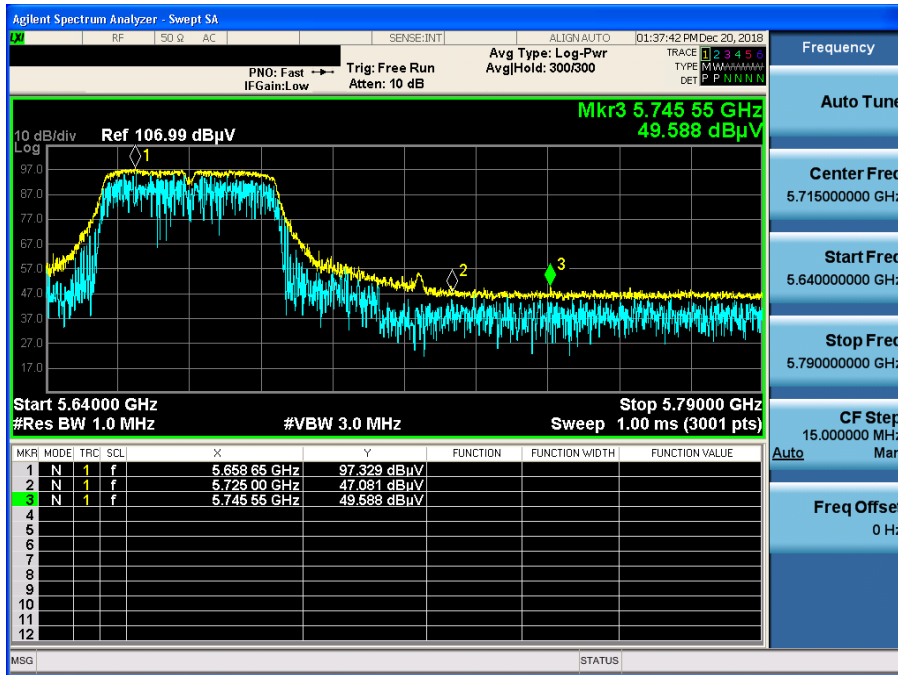 Agilent Spectrum Analyzer - Swept SA
LXI RF 50 Ω AC SENSE:INT ALIGN AUTO 01:37:42 PM Dec 20, 2018
Frequency
PNO: Fast
IFGain:Low
Trig: Free Run
Atten: 10 dB
Avg Type: Log-Pwr
Avg|Hold: 300/300
TRACE 1 2 3 4 5 6
TYPE M
DET P P N N N N
Auto Tune
Mkr3 5.745 55 GHz
49.588 dBµV
10 dB/div Ref 106.99 dBµV
Log
1
97.0
87.0
77.0
67.0
57.0
47.0
37.0
27.0
17.0
2
3
Center Freq
5.715000000 GHz
Start Freq
5.640000000 GHz
Stop Freq
5.790000000 GHz
Start 5.64000 GHz Stop 5.79000 GHz
#Res BW 1.0 MHz #VBW 3.0 MHz Sweep 1.00 ms (3001 pts)
CF Step
15.000000 MHz
Auto Man
MKR MODE TRC SCL X Y FUNCTION FUNCTION WIDTH FUNCTION VALUE
1 N 1 f 5.658 65 GHz 97.329 dBµV
2 N 1 f 5.725 00 GHz 47.081 dBµV
3 N 1 f 5.745 55 GHz 49.588 dBµV
4
5
6
7
8
9
10
11
12
Freq Offset
0 Hz
MSG STATUS